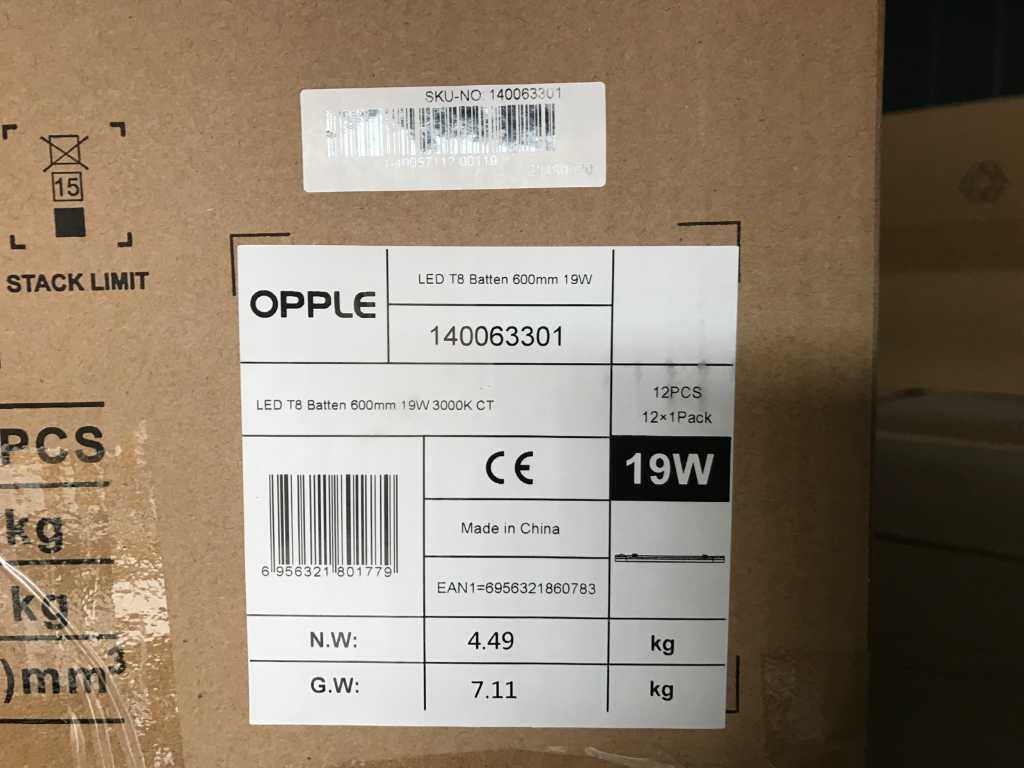 SKU-NO: 140063301
15
STACK LIMIT
OPPLE
LED T8 Batten 600mm 19W
140063301
LED T8 Batten 600mm 19W 3000K CT
12PCS
12×1Pack
CE
19W
Made in China
EAN1=6956321860783
6 956321 801779
N.W: 4.49 kg
G.W: 7.11 kg
PCS
kg
kg
)mm³